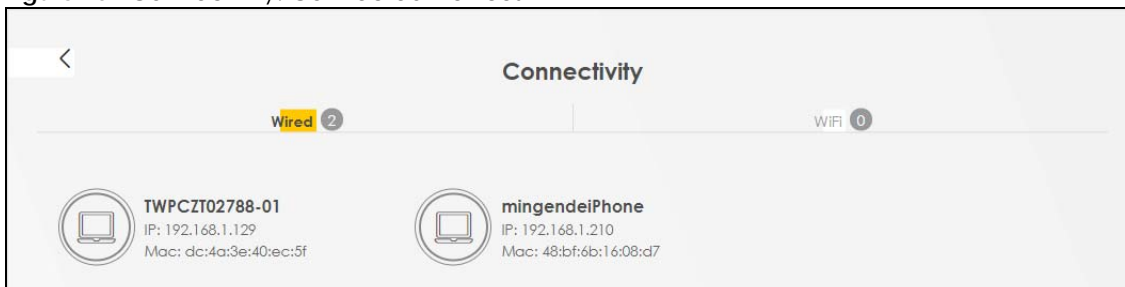 Connectivity
Wired 2
WiFi 0
TWPCZT02788-01
IP: 192.168.1.129
Mac: dc:4a:3e:40:ec:5f
mingendeiPhone
IP: 192.168.1.210
Mac: 48:bf:6b:16:08:d7